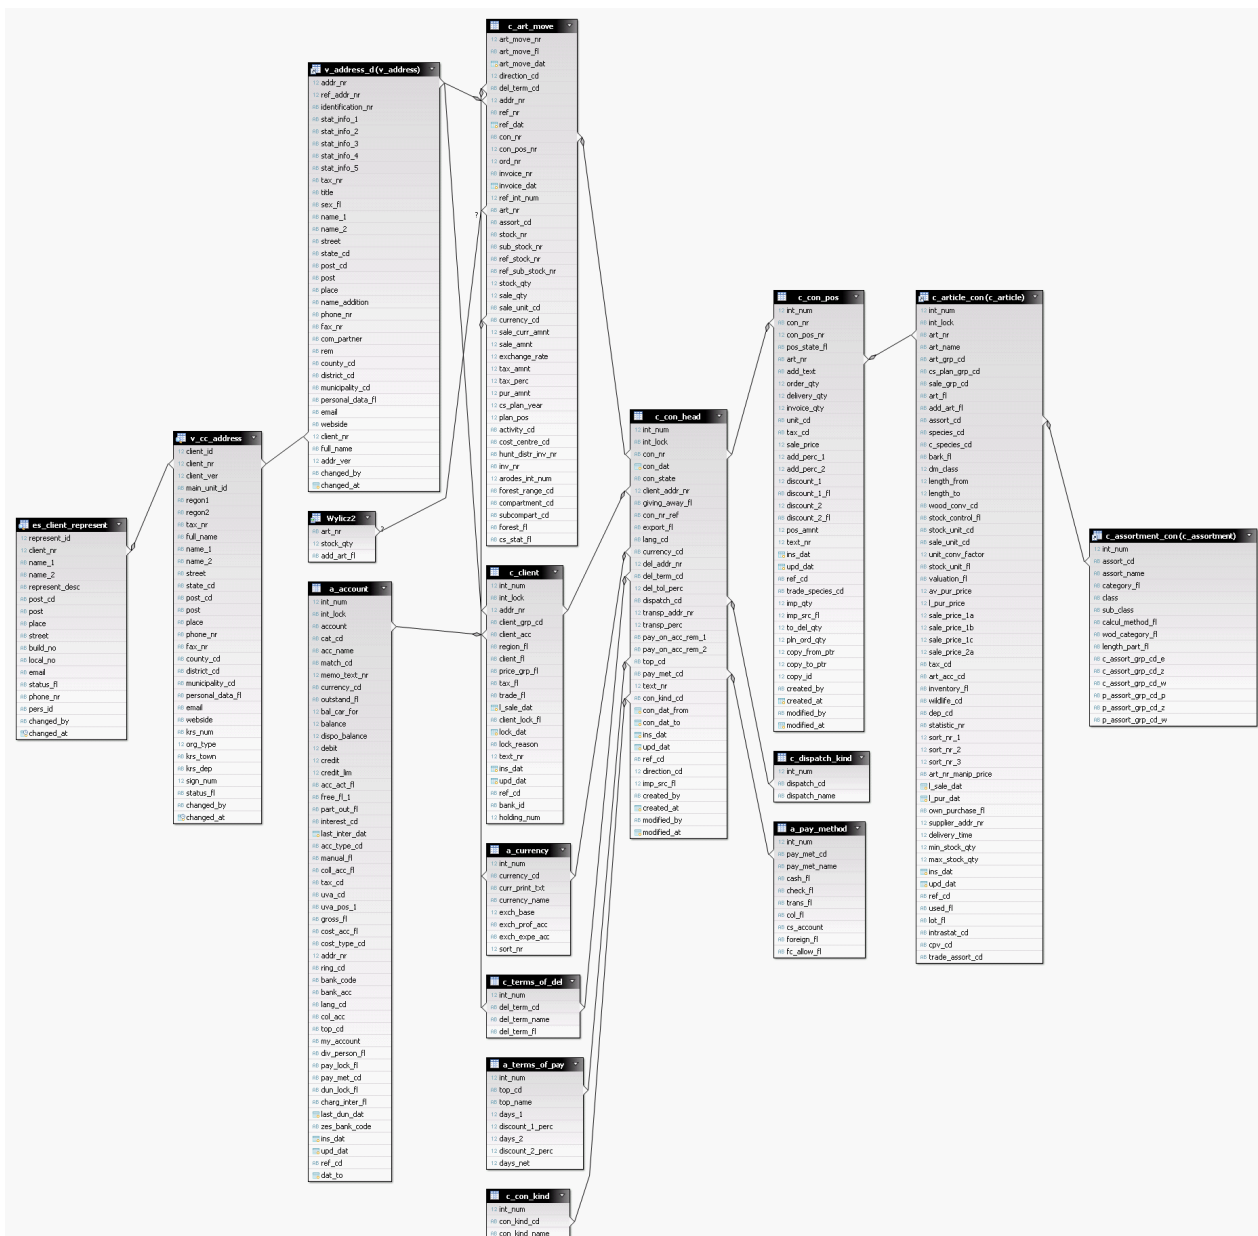 es_client_represent
represent_id
client_nr
name_1
name_2
represent_desc
post_cd
post
place
street
build_no
local_no
email
status_fl
phone_nr
pers_id
changed_by
changed_at
v_cc_address
client_id
client_nr
client_ver
main_unit_id
regon1
regon2
tax_nr
full_name
name_1
name_2
street
state_cd
post_cd
post
place
phone_nr
fax_nr
county_cd
district_cd
municipality_cd
personal_data_fl
email
webside
krs_num
org_type
krs_town
krs_dep
sign_num
status_fl
changed_by
changed_at
v_address_d (v_address)
addr_nr
ref_addr_nr
identification_nr
stat_info_1
stat_info_2
stat_info_3
stat_info_4
stat_info_5
tax_nr
title
sex_fl
name_1
name_2
street
state_cd
post_cd
post
place
name_addition
phone_nr
fax_nr
com_partner
rem
county_cd
district_cd
municipality_cd
personal_data_fl
email
webside
client_nr
full_name
addr_ver
changed_by
changed_at
Wylicz2
art_nr
stock_qty
add_art_fl
?
a_account
int_num
int_lock
account
cat_cd
acc_name
match_cd
memo_text_nr
currency_cd
outstand_fl
bal_car_for
balance
dispo_balance
debit
credit
credit_lim
acc_act_fl
free_fl_1
part_out_fl
interest_cd
last_inter_dat
acc_type_cd
manual_fl
coll_acc_fl
tax_cd
uva_cd
uva_pos_1
gross_fl
cost_acc_fl
cost_type_cd
addr_nr
ring_cd
bank_code
bank_acc
lang_cd
col_acc
top_cd
my_account
div_person_fl
pay_lock_fl
pay_met_cd
dun_lock_fl
charg_inter_fl
last_dun_dat
zes_bank_code
ins_dat
upd_dat
ref_cd
dat_to
c_art_move
art_move_nr
art_move_fl
art_move_dat
direction_cd
del_term_cd
addr_nr
ref_nr
ref_dat
con_nr
con_pos_nr
ord_nr
invoice_nr
invoice_dat
ref_int_num
art_nr
?
assort_cd
stock_nr
sub_stock_nr
ref_stock_nr
ref_sub_stock_nr
stock_qty
sale_qty
sale_unit_cd
currency_cd
sale_curr_amnt
sale_amnt
exchange_rate
tax_amnt
tax_perc
pur_amnt
cs_plan_year
plan_pos
activity_cd
cost_centre_cd
hunt_distr_inv_nr
inv_nr
arodes_int_num
forest_range_cd
compartment_cd
subcompart_cd
forest_fl
cs_stat_fl
c_client
int_num
int_lock
addr_nr
client_grp_cd
client_acc
region_fl
client_fl
price_grp_fl
tax_fl
trade_fl
l_sale_dat
client_lock_fl
lock_dat
lock_reason
text_nr
ins_dat
upd_dat
ref_cd
bank_id
holding_num
a_currency
int_num
currency_cd
curr_print_txt
currency_name
exch_base
exch_prof_acc
exch_expe_acc
sort_nr
c_terms_of_del
int_num
del_term_cd
del_term_name
del_term_fl
a_terms_of_pay
int_num
top_cd
top_name
days_1
discount_1_perc
days_2
discount_2_perc
days_net
c_con_kind
int_num
con_kind_cd
con_kind_name
c_con_head
int_num
int_lock
con_nr
con_dat
con_state
client_addr_nr
giving_away_fl
con_nr_ref
export_fl
lang_cd
currency_cd
del_addr_nr
del_term_cd
del_tol_perc
dispatch_cd
transp_addr_nr
transp_perc
pay_on_acc_rem_1
pay_on_acc_rem_2
top_cd
pay_met_cd
text_nr
con_kind_cd
con_dat_from
con_dat_to
ins_dat
upd_dat
ref_cd
direction_cd
imp_src_fl
created_by
created_at
modified_by
modified_at
c_con_pos
int_num
con_nr
con_pos_nr
pos_state_fl
art_nr
add_text
order_qty
delivery_qty
invoice_qty
unit_cd
tax_cd
sale_price
add_perc_1
add_perc_2
discount_1
discount_1_fl
discount_2
discount_2_fl
pos_amnt
text_nr
ins_dat
upd_dat
ref_cd
trade_species_cd
imp_qty
imp_src_fl
to_del_qty
pln_ord_qty
copy_from_ptr
copy_to_ptr
copy_id
created_by
created_at
modified_by
modified_at
c_dispatch_kind
int_num
dispatch_cd
dispatch_name
a_pay_method
int_num
pay_met_cd
pay_met_name
cash_fl
check_fl
trans_fl
col_fl
cs_account
foreign_fl
fc_allow_fl
c_article_con (c_article)
int_num
int_lock
art_nr
art_name
art_grp_cd
cs_plan_grp_cd
sale_grp_cd
art_fl
add_art_fl
assort_cd
species_cd
c_species_cd
bark_fl
dm_class
length_from
length_to
wood_conv_cd
stock_control_fl
stock_unit_cd
sale_unit_cd
unit_conv_factor
stock_unit_fl
valuation_fl
av_pur_price
l_pur_price
sale_price_1a
sale_price_1b
sale_price_1c
sale_price_2a
tax_cd
art_acc_cd
inventory_fl
wildlife_cd
dep_cd
statistic_nr
sort_nr_1
sort_nr_2
sort_nr_3
art_nr_manip_price
l_sale_dat
l_pur_dat
own_purchase_fl
supplier_addr_nr
delivery_time
min_stock_qty
max_stock_qty
ins_dat
upd_dat
ref_cd
used_fl
lot_fl
intrastat_cd
cpv_cd
trade_assort_cd
c_assortment_con (c_assortment)
int_num
assort_cd
assort_name
category_fl
class
sub_class
calcul_method_fl
wod_category_fl
length_part_fl
c_assort_grp_cd_e
c_assort_grp_cd_z
c_assort_grp_cd_w
p_assort_grp_cd_p
p_assort_grp_cd_z
p_assort_grp_cd_w